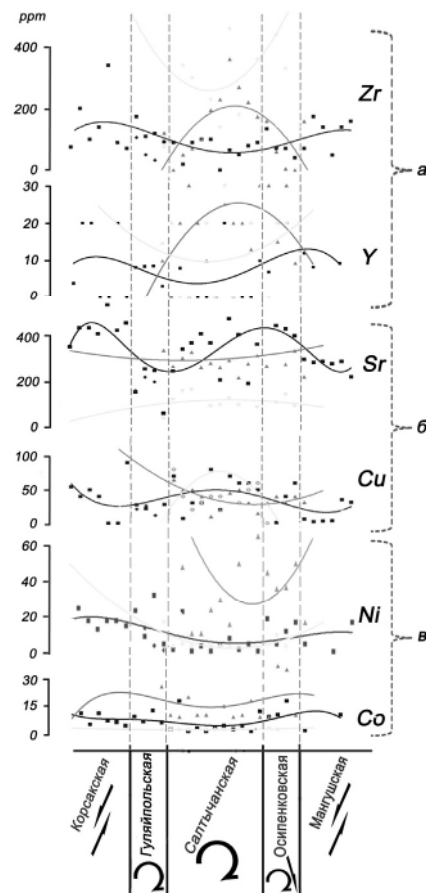 ppm
400
200
0
Zr
30
20
10
0
Y
а
400
200
0
Sr
100
50
0
Cu
б
60
40
20
0
Ni
30
15
0
Co
в
Корсакская
Гуляйпольская
Салтычанская
Осипенковская
Мангушская